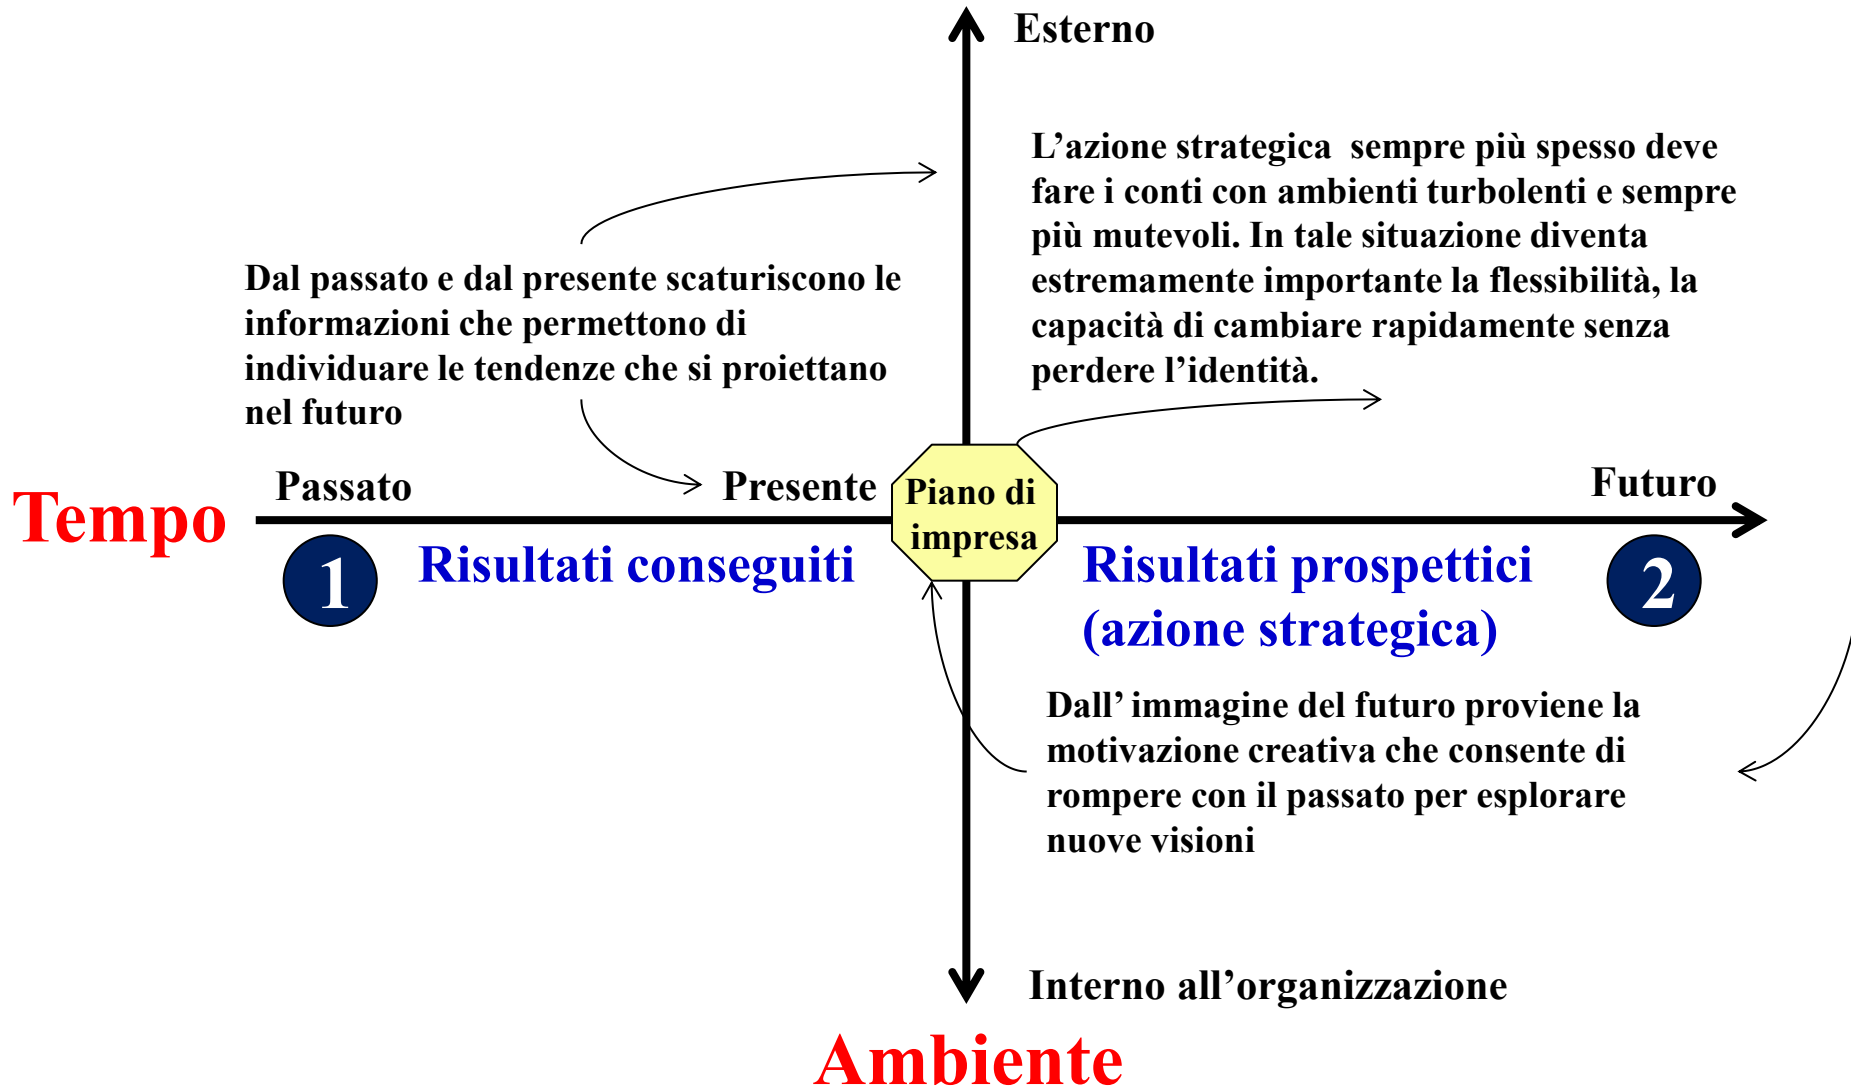 Esterno
L’azione strategica  sempre più spesso deve
fare i conti con ambienti turbolenti e sempre
più mutevoli. In tale situazione diventa
estremamente importante la flessibilità, la
capacità di cambiare rapidamente senza
perdere l’identità.
Dal passato e dal presente scaturiscono le
informazioni che permettono di
individuare le tendenze che si proiettano
nel futuro
Tempo
Passato
Presente
Piano di
impresa
Futuro
1
Risultati conseguiti
Risultati prospettici
(azione strategica)
2
Dall’ immagine del futuro proviene la
motivazione creativa che consente di
rompere con il passato per esplorare
nuove visioni
Interno all’organizzazione
Ambiente